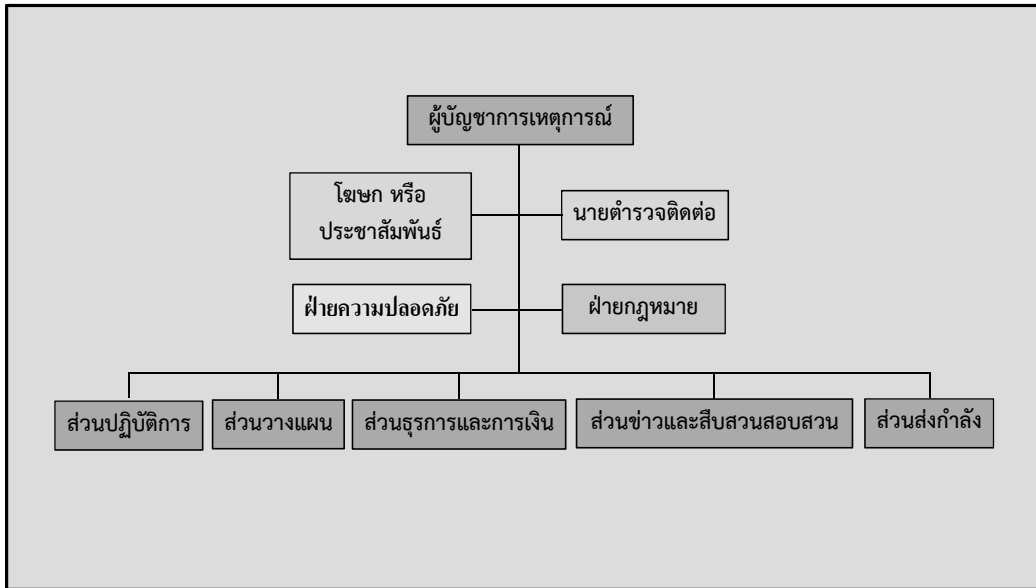 ผู้บัญชาการเหตุการณ์
โฆษก หรือ
ประชาสัมพันธ์
นายตำรวจติดต่อ
ฝ่ายความปลอดภัย
ฝ่ายกฎหมาย
ส่วนปฏิบัติการ
ส่วนวางแผน
ส่วนธุรการและการเงิน
ส่วนข่าวและสืบสวนสอบสวน
ส่วนส่งกำลัง